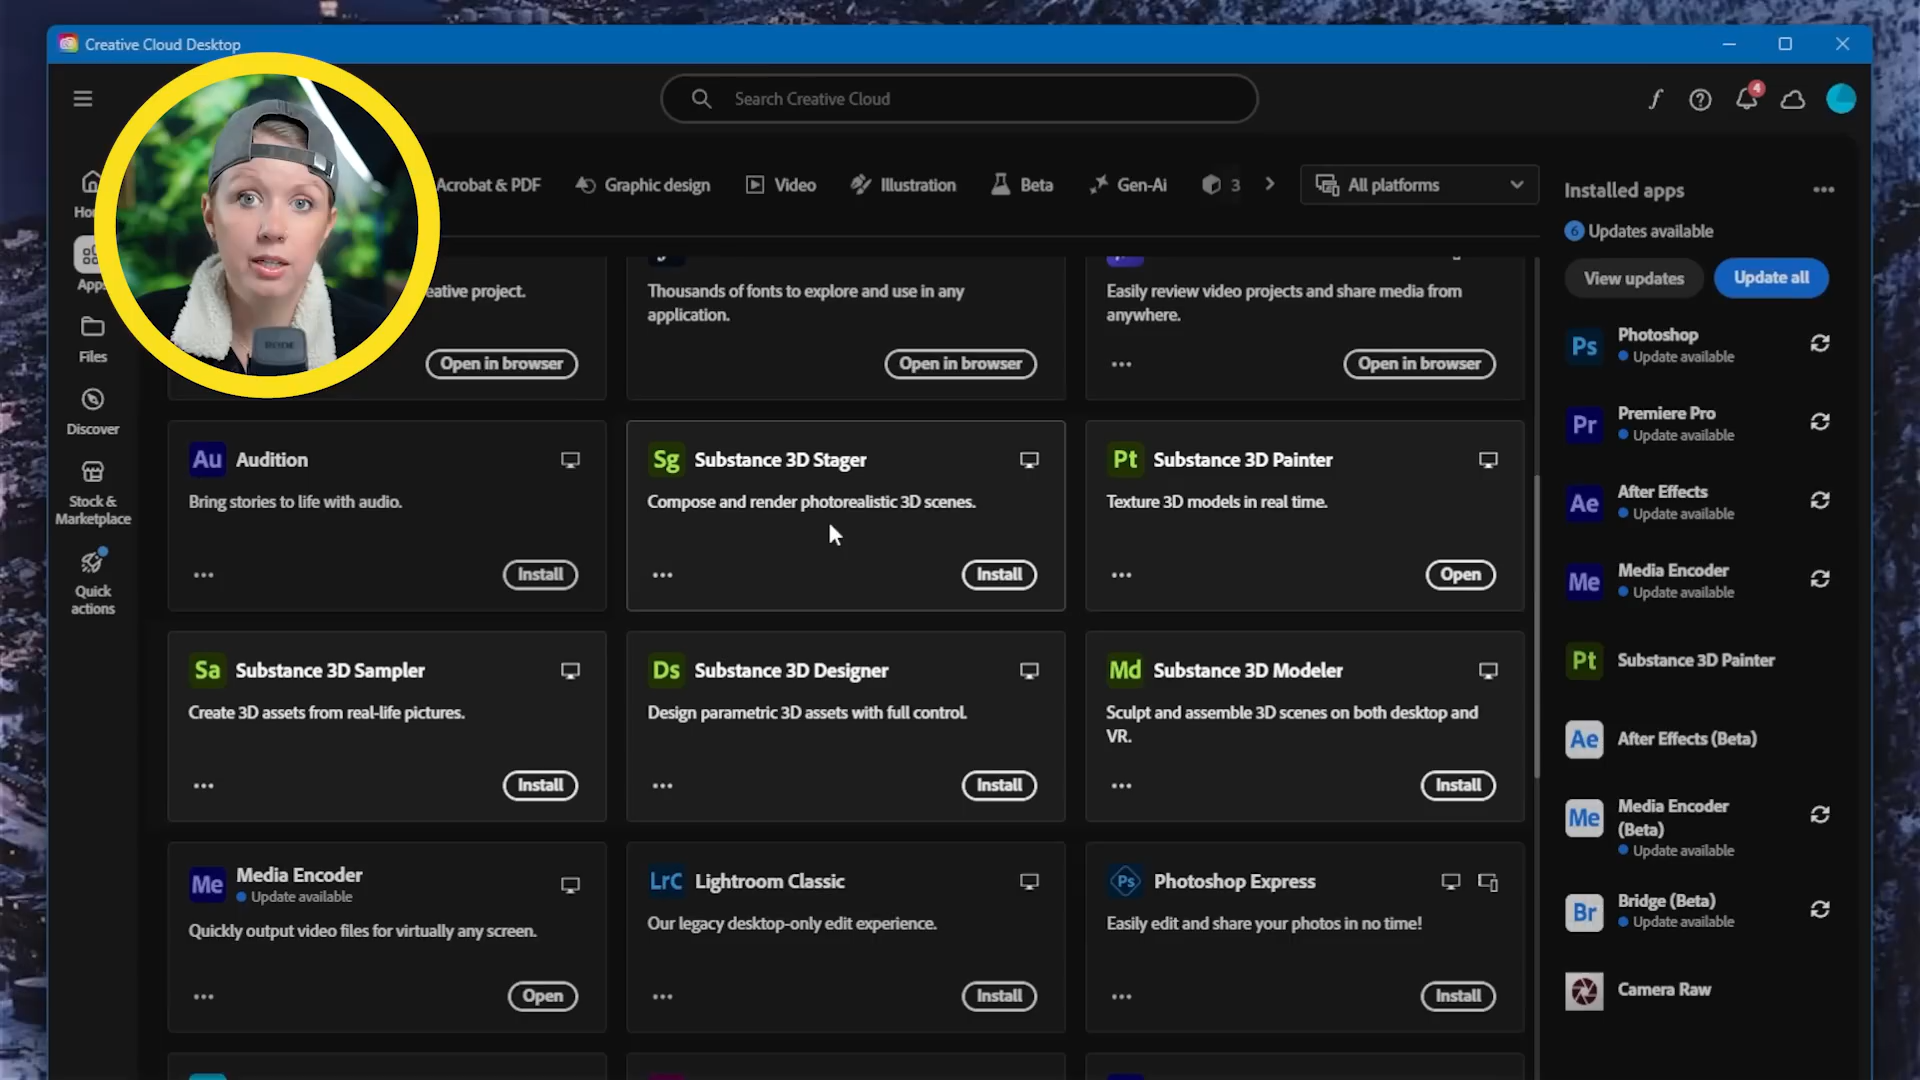 Creative Cloud Desktop
Search Creative Cloud
4
Acrobat & PDF
Graphic design
Video
Illustration
Beta
Gen-Ai
3
All platforms
Files
Discover
Stock &
Marketplace
Quick
actions
eative project.
Open in browser
Thousands of fonts to explore and use in any
application.
Open in browser
Easily review video projects and share media from
anywhere.
Open in browser
Au Audition
Bring stories to life with audio.
Install
Sg Substance 3D Stager
Compose and render photorealistic 3D scenes.
Install
Pt Substance 3D Painter
Texture 3D models in real time.
Open
Sa Substance 3D Sampler
Create 3D assets from real-life pictures.
Install
Ds Substance 3D Designer
Design parametric 3D assets with full control.
Install
Md Substance 3D Modeler
Sculpt and assemble 3D scenes on both desktop and
VR.
Install
Me Media Encoder
Update available
Quickly output video files for virtually any screen.
Open
LrC Lightroom Classic
Our legacy desktop-only edit experience.
Install
Ps Photoshop Express
Easily edit and share your photos in no time!
Install
Installed apps
6 Updates available
View updates
Update all
Ps Photoshop
Update available
Pr Premiere Pro
Update available
Ae After Effects
Update available
Me Media Encoder
Update available
Pt Substance 3D Painter
Ae After Effects (Beta)
Me Media Encoder
(Beta)
Update available
Br Bridge (Beta)
Update available
Camera Raw
RODE